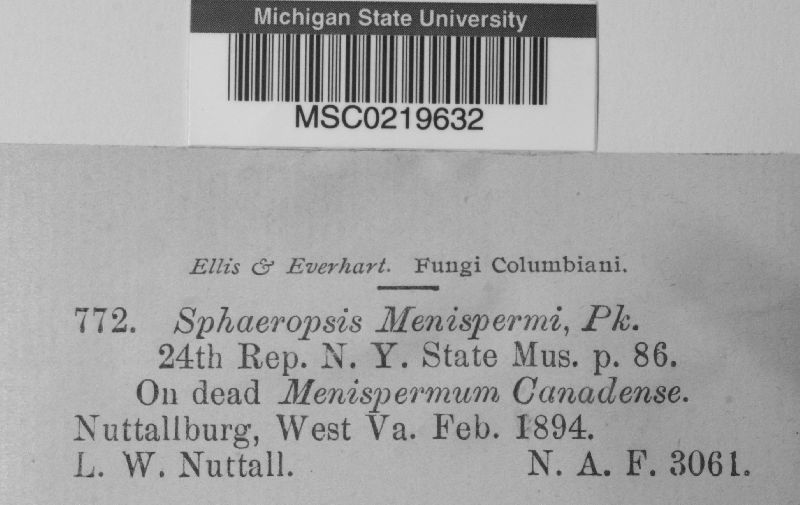 Michigan State University
MSC0219632
Ellis & Everhart. Fungi Columbiani.
772. Sphaeropsis Menispermi, Pk.
24th Rep. N. Y. State Mus. p. 86.
On dead Menispermum Canadense.
Nuttallburg, West Va. Feb. 1894.
L. W. Nuttall. N. A. F. 3061.